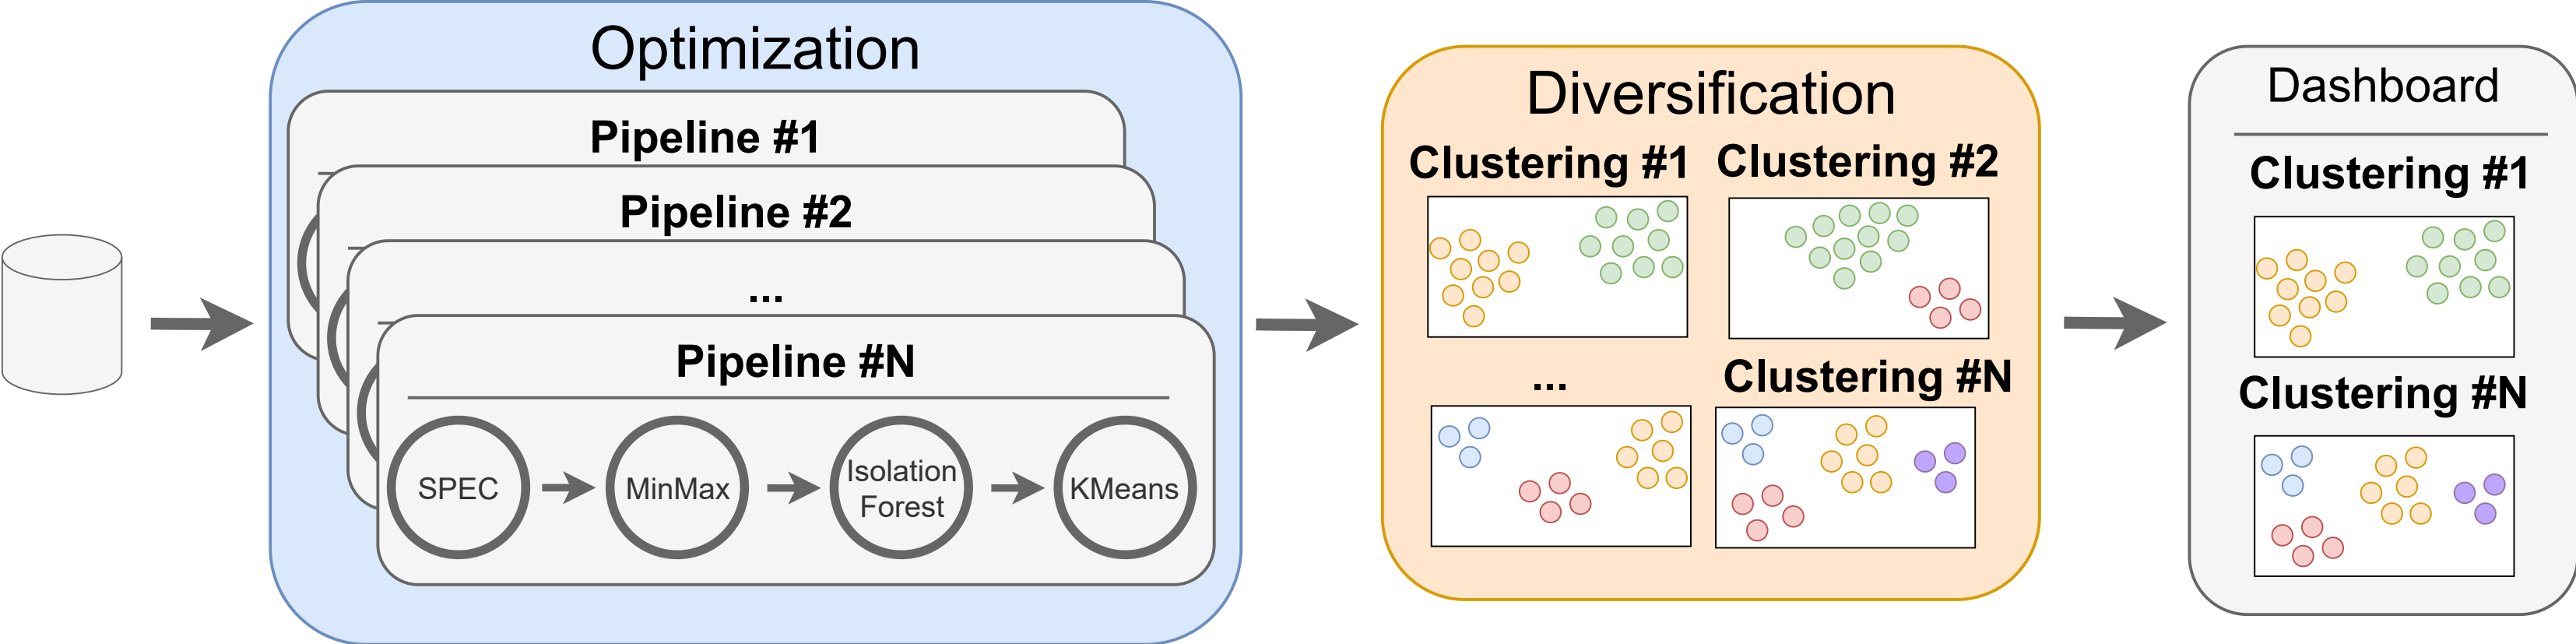 Optimization
Pipeline #1
Pipeline #2
...
Pipeline #N
SPEC
MinMax
Isolation
Forest
KMeans
Diversification
Clustering #1
Clustering #2
...
Clustering #N
Dashboard
Clustering #1
Clustering #N